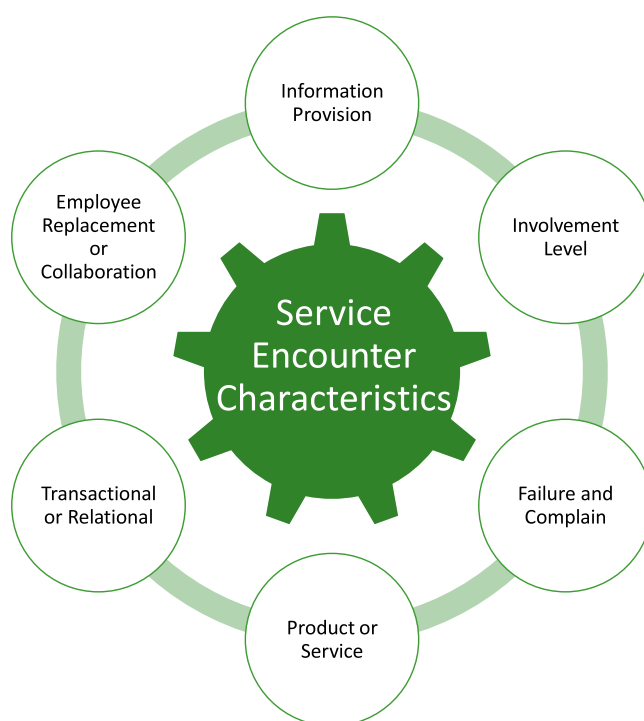 Information
Provision
Involvement
Level
Failure and
Complain
Product or
Service
Transactional
or Relational
Employee
Replacement
or
Collaboration
Service
Encounter
Characteristics